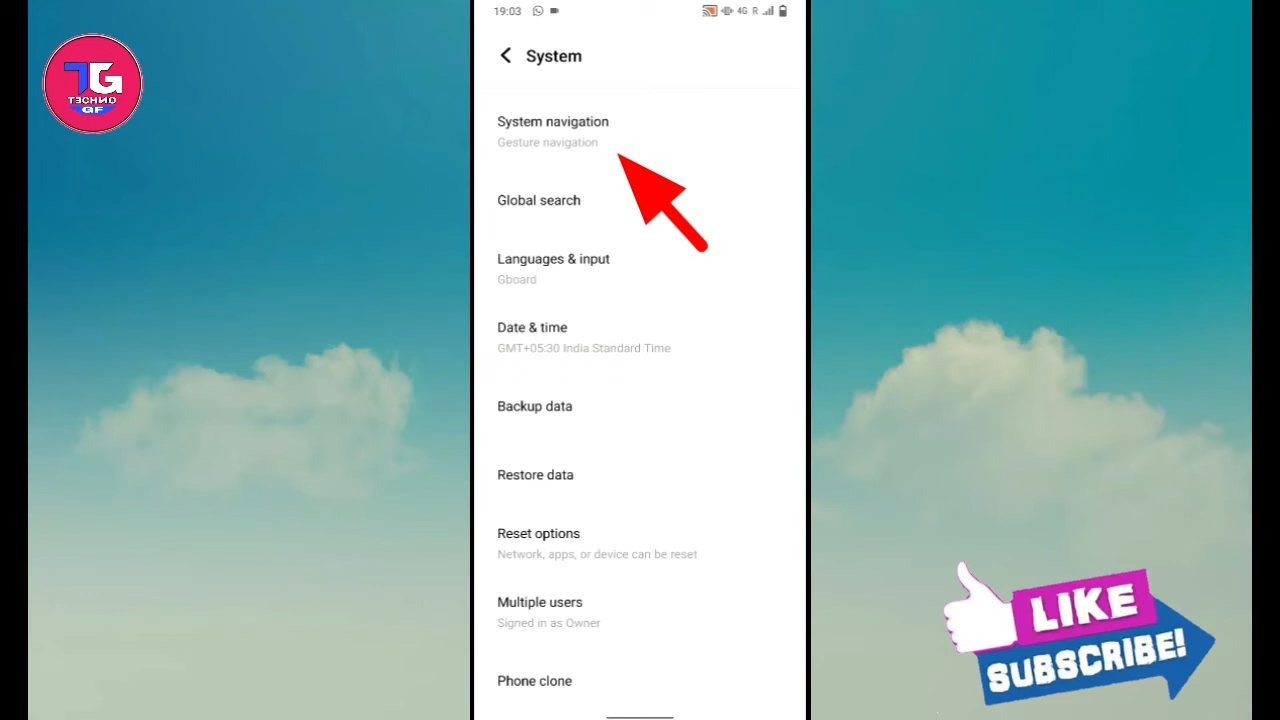 TG
TECHNO
GF
19:03
4G R
System
System navigation
Gesture navigation
Global search
Languages & input
Gboard
Date & time
GMT+05:30 India Standard Time
Backup data
Restore data
Reset options
Network, apps, or device can be reset
Multiple users
Signed in as Owner
Phone clone
LIKE
SUBSCRIBE!